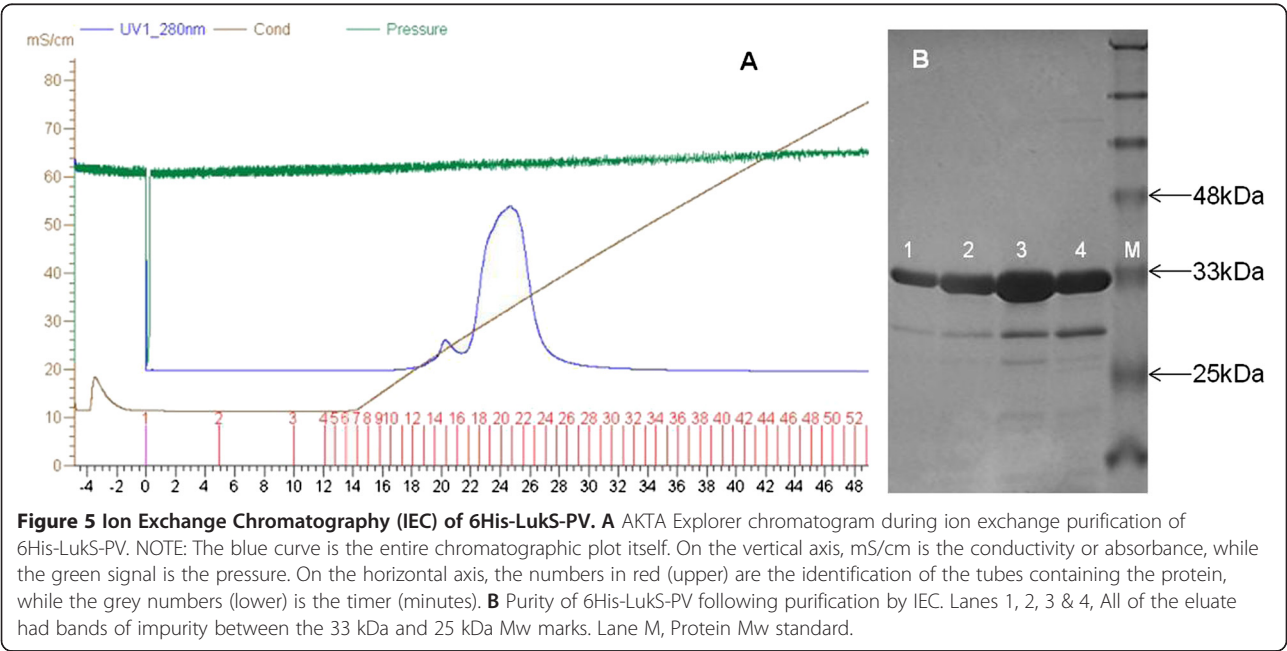 UV1_280nm Cond Pressure
mS/cm
A
B
80
70
60
50
40
30
20
10
0
1 2 3 4 5 6 7 8 9 10 12 14 16 18 20 22 24 26 28 30 32 34 36 38 40 42 44 46 48 50 52
-4 -2 0 2 4 6 8 10 12 14 16 18 20 22 24 26 28 30 32 34 36 38 40 42 44 46 48
1 2 3 4 M
48kDa
33kDa
25kDa
Figure 5 Ion Exchange Chromatography (IEC) of 6His-LukS-PV. A AKTA Explorer chromatogram during ion exchange purification of
6His-LukS-PV. NOTE: The blue curve is the entire chromatographic plot itself. On the vertical axis, mS/cm is the conductivity or absorbance, while
the green signal is the pressure. On the horizontal axis, the numbers in red (upper) are the identification of the tubes containing the protein,
while the grey numbers (lower) is the timer (minutes). B Purity of 6His-LukS-PV following purification by IEC. Lanes 1, 2, 3 & 4, All of the eluate
had bands of impurity between the 33 kDa and 25 kDa Mw marks. Lane M, Protein Mw standard.